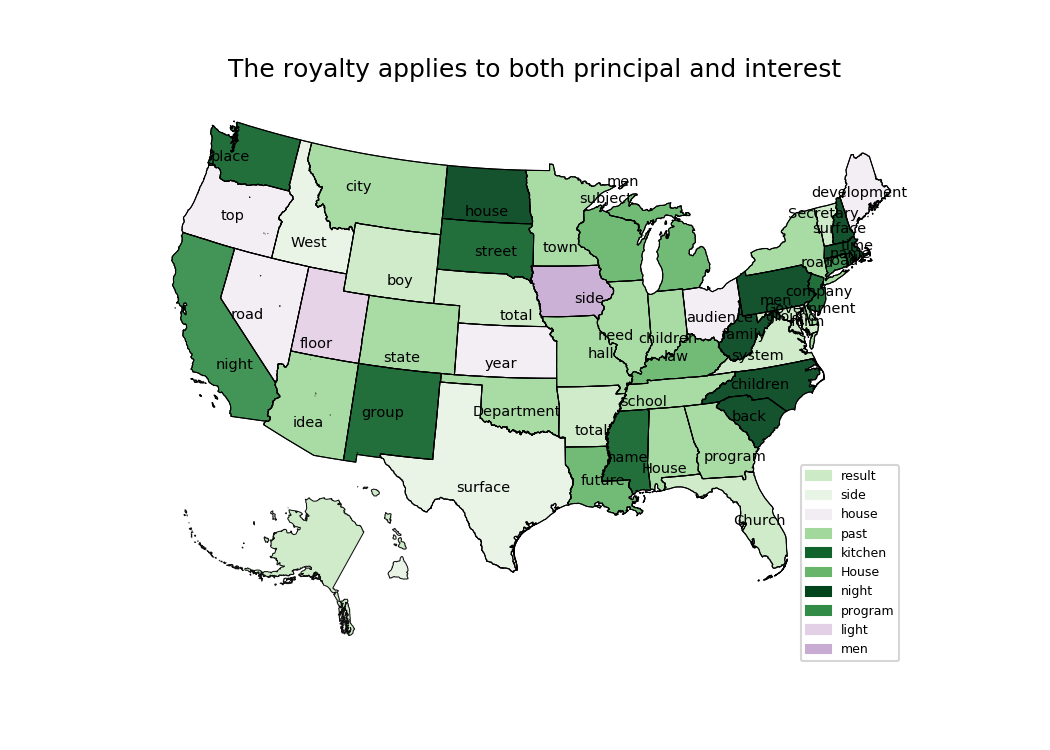 The royalty applies to both principal and interest
place
men
city
development
subject
house
Secretary
top
surface
West
town
time
street
name
road
boy
company
side
men
Government
total
road
audience
family
need
children
floor
hall
system
law
state
year
night
children
school
group
Department
back
idea
total
name
program
House
future
surface
Church
result
side
house
past
kitchen
House
night
program
light
men